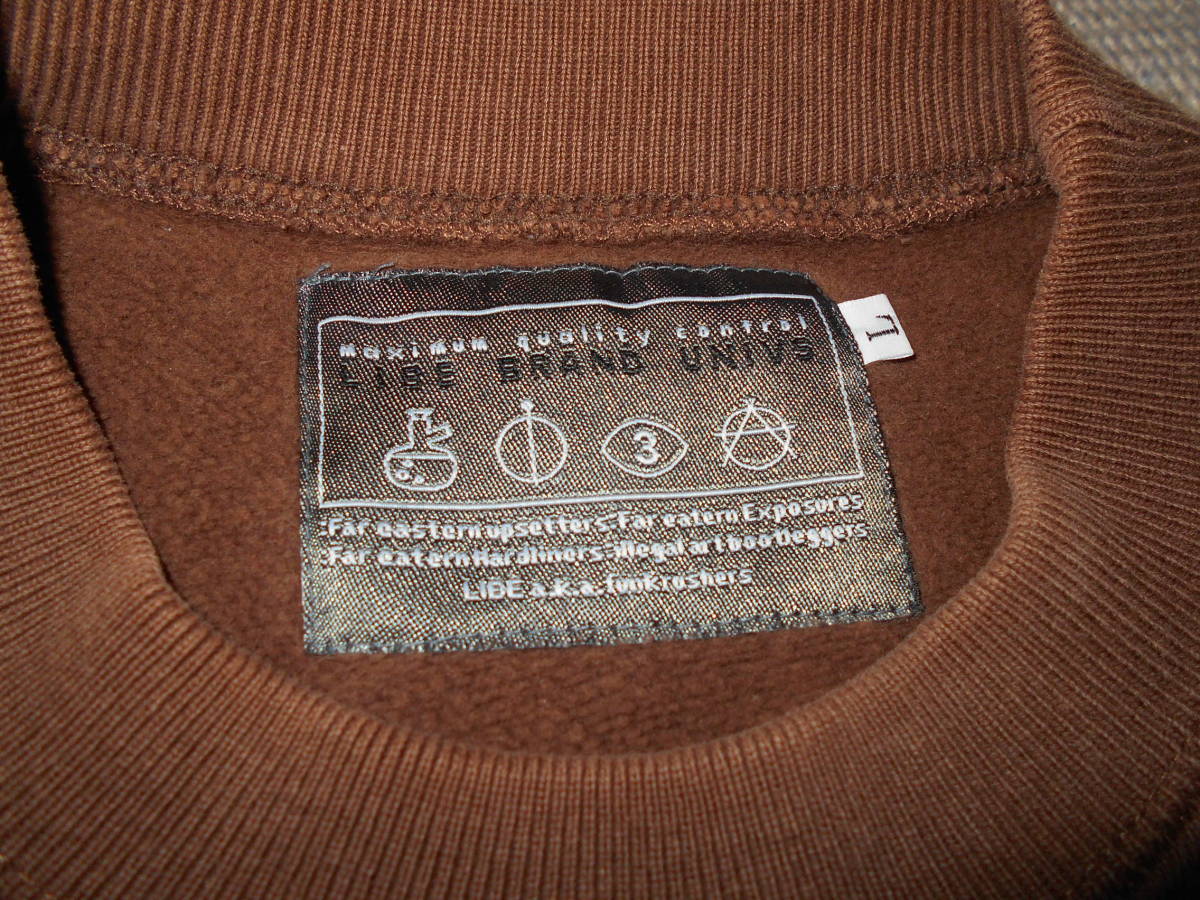 maximum quality control
LIBE BRAND UNIVS
3
:Far eastern upsetters:Far eatern Exposures
:Far eatern Hardliners:illegal art bootleggers
LIBE a.k.a. funKrushers
L